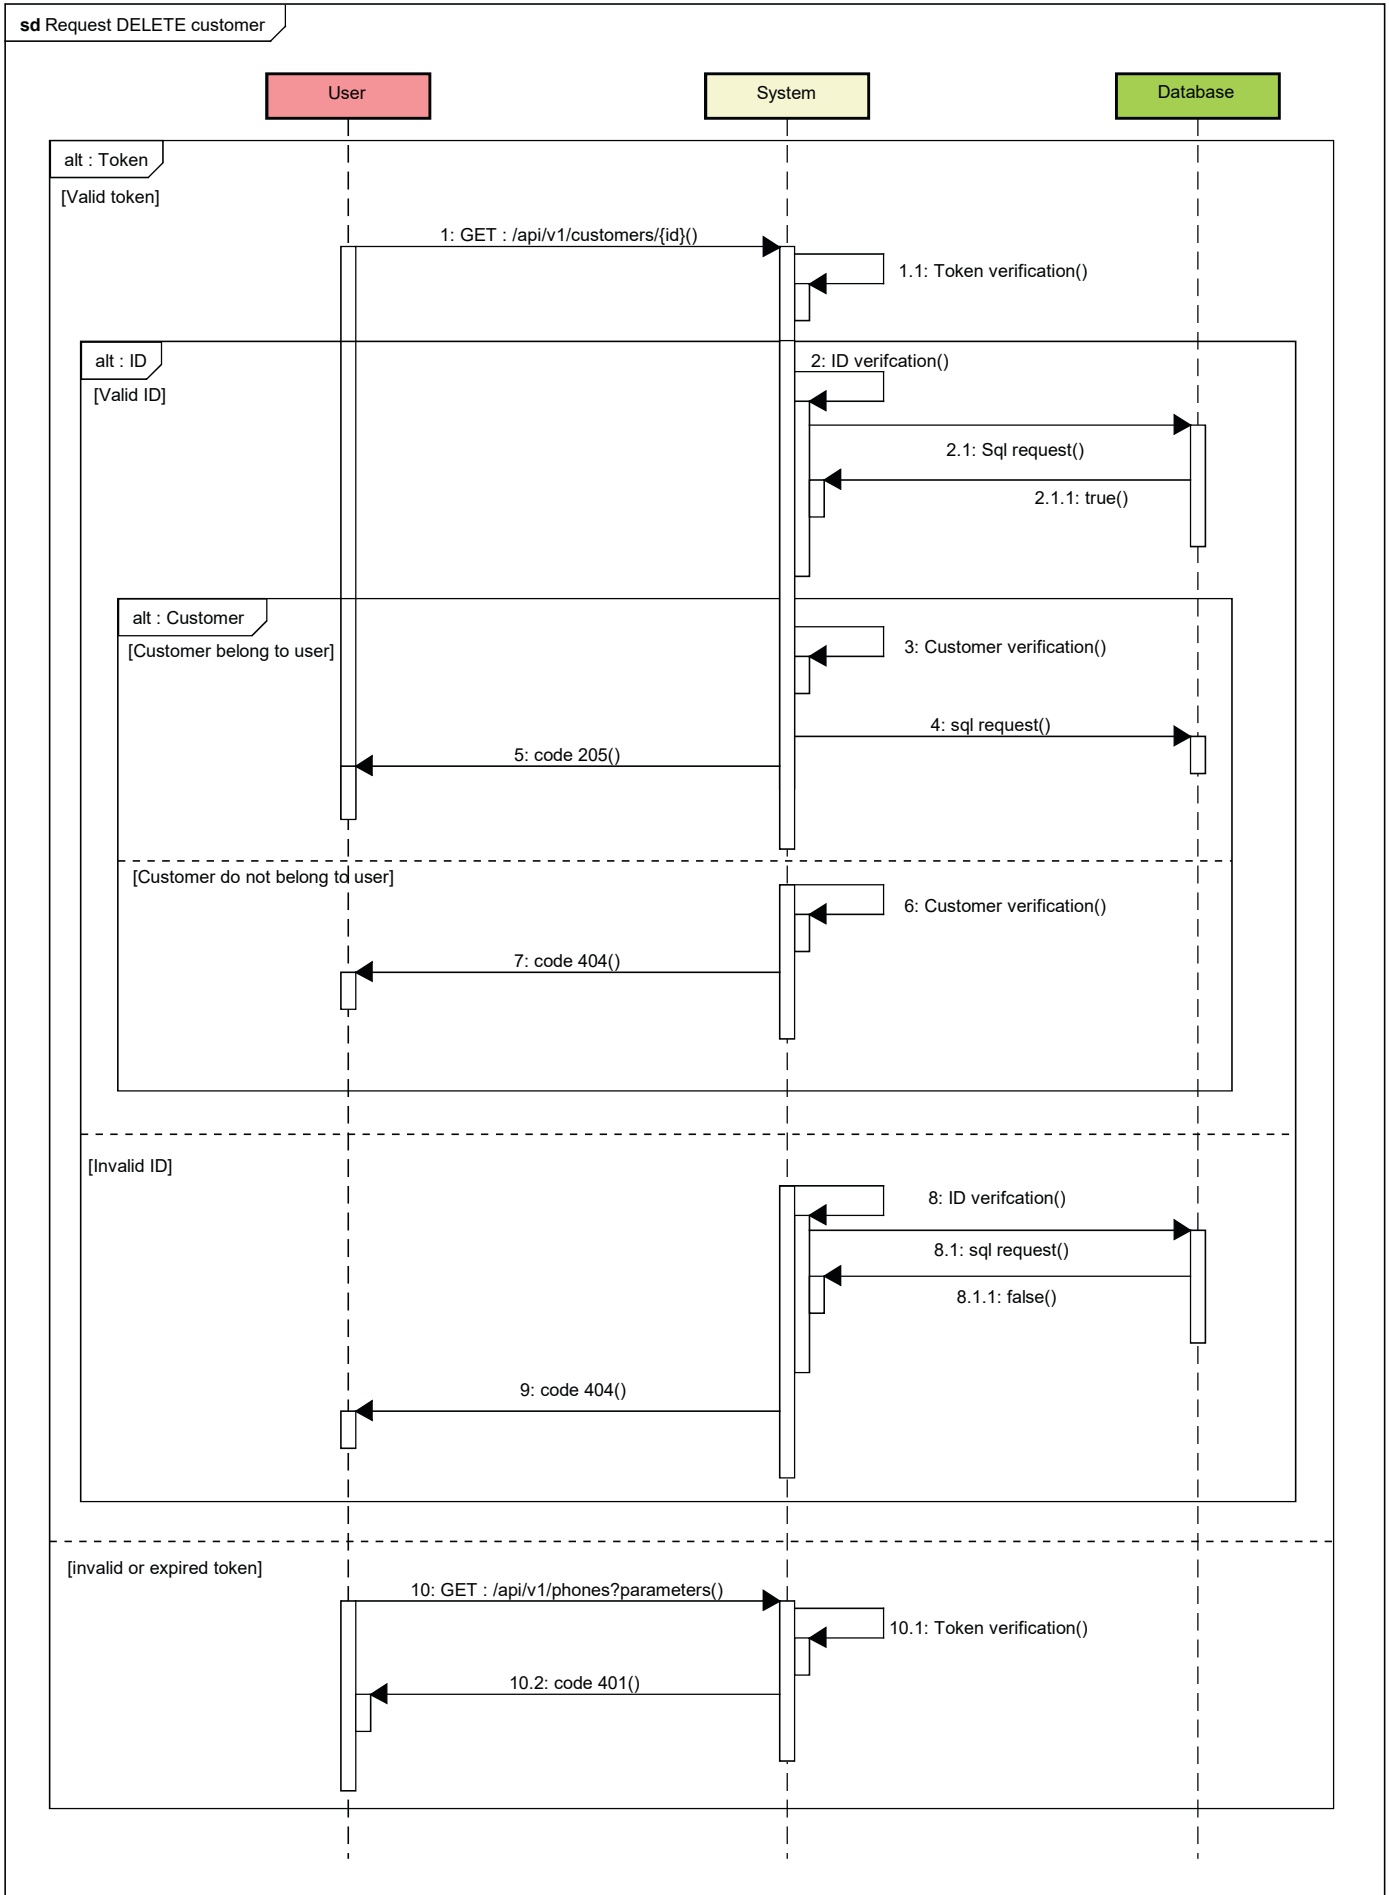 sd Request DELETE customer
User
System
Database
alt : Token
[Valid token]
1: GET : /api/v1/customers/{id}()
1.1: Token verification()
alt : ID
2: ID verifcation()
[Valid ID]
2.1: Sql request()
2.1.1: true()
alt : Customer
[Customer belong to user]
3: Customer verification()
4: sql request()
5: code 205()
[Customer do not belong to user]
6: Customer verification()
7: code 404()
[Invalid ID]
8: ID verifcation()
8.1: sql request()
8.1.1: false()
9: code 404()
[invalid or expired token]
10: GET : /api/v1/phones?parameters()
10.1: Token verification()
10.2: code 401()